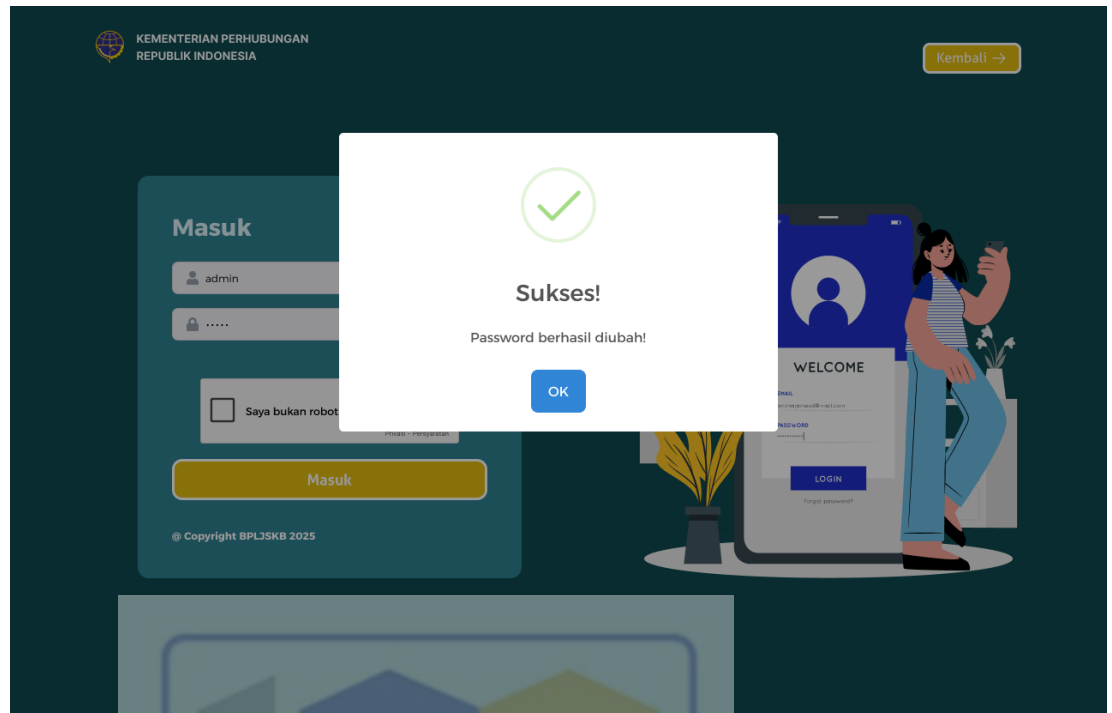 KEMENTERIAN PERHUBUNGAN
REPUBLIK INDONESIA
Kembali →
Masuk
admin
Saya bukan robot
Privasi - Persyaratan
Masuk
@ Copyright BPLJSKB 2025
Sukses!
Password berhasil diubah!
OK
WELCOME
EMAIL
PASSWORD
LOGIN
Forgot password?